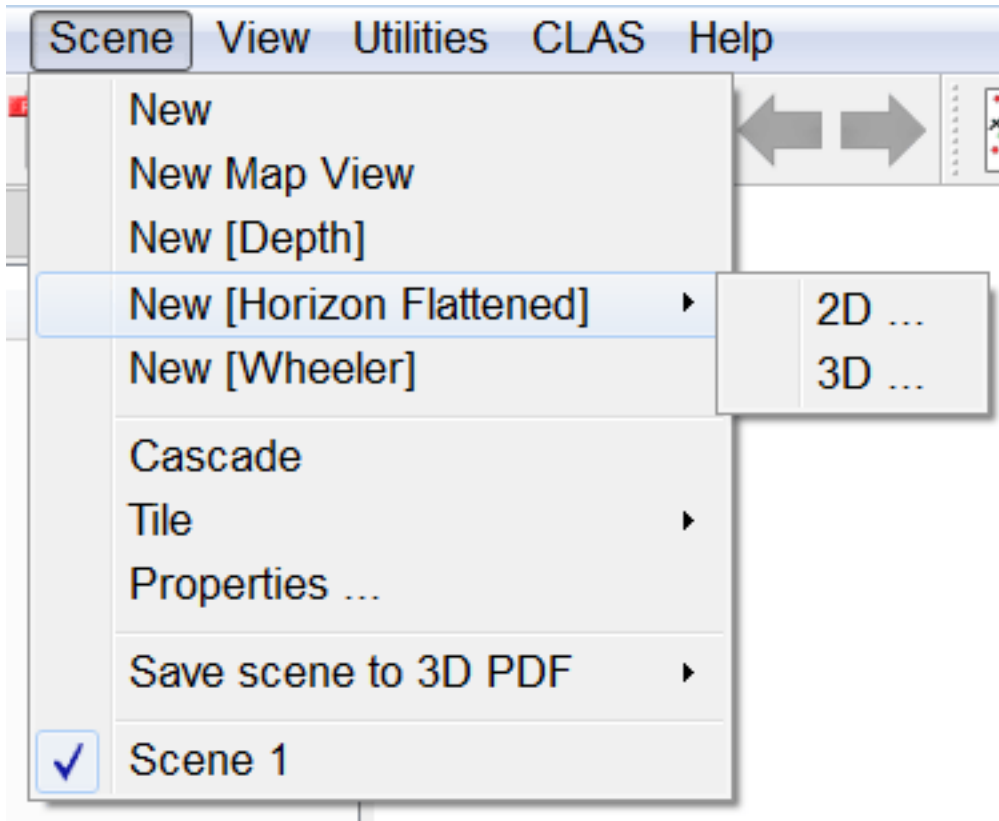 Scene View Utilities CLAS Help
New
New Map View
New [Depth]
New [Horizon Flattened]
2D ...
3D ...
New [Wheeler]
Cascade
Tile
Properties ...
Save scene to 3D PDF
Scene 1